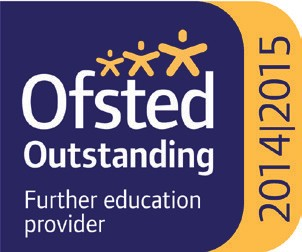 Ofsted
Outstanding
Further education
provider
2014|2015